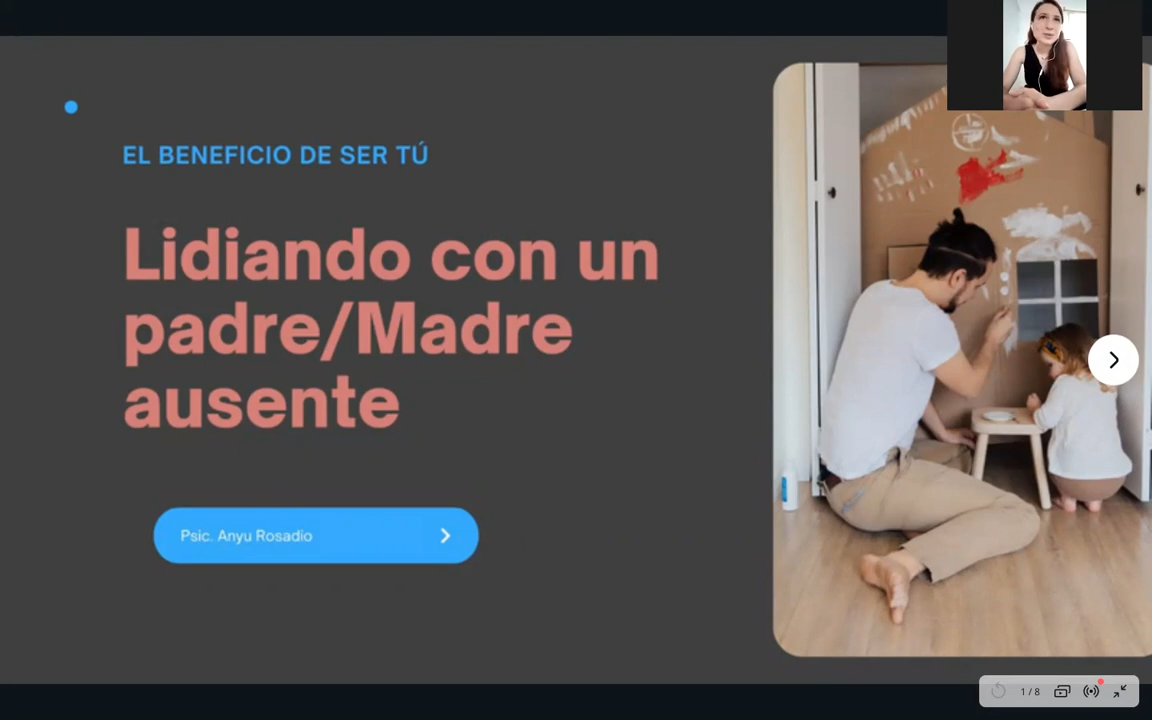 EL BENEFICIO DE SER TÚ
Lidiando con un
padre/Madre
ausente
Psic. Anyu Rosadio
1 / 8